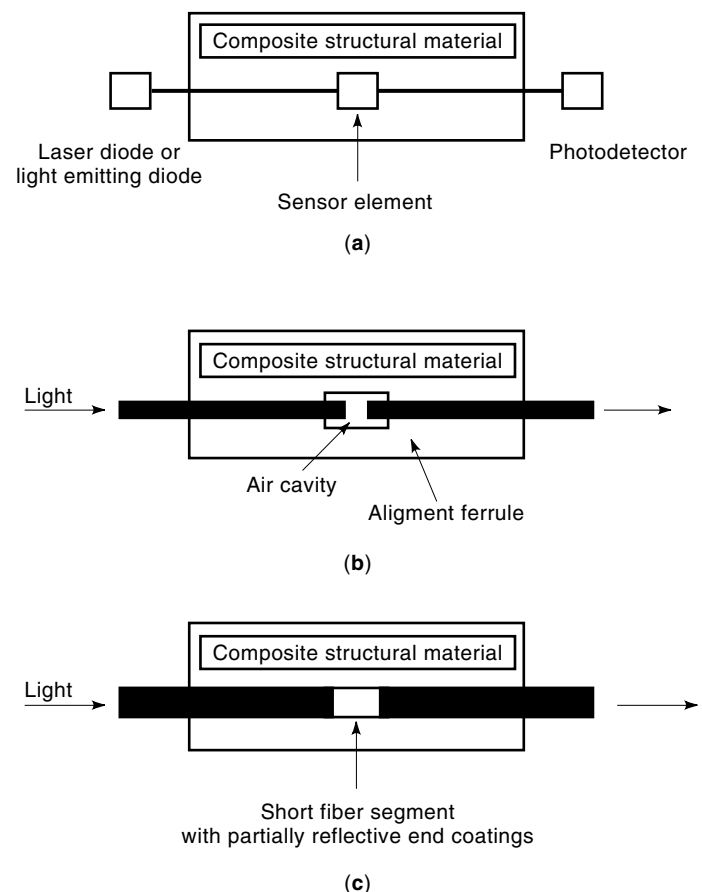 Composite structural material
Laser diode or
light emitting diode
Photodetector
Sensor element
(a)
Composite structural material
Light
Air cavity
Aligment ferrule
(b)
Composite structural material
Light
Short fiber segment
with partially reflective end coatings
(c)